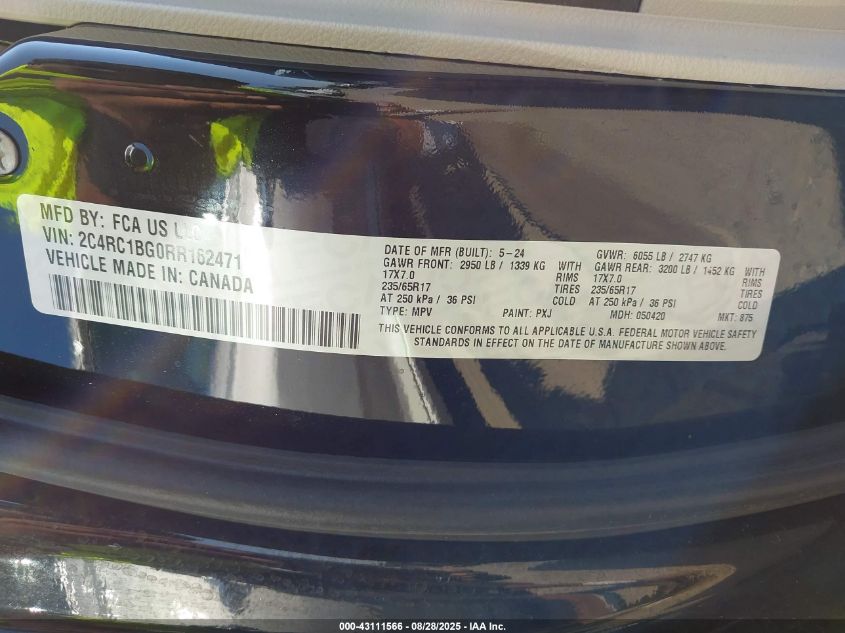 MFD BY: FCA US LLC
VIN: 2C4RC1BG0RR162471
VEHICLE MADE IN: CANADA
DATE OF MFR (BUILT): 5-24 GVWR: 6055 LB / 2747 KG
GAWR FRONT: 2950 LB / 1339 KG WITH GAWR REAR: 3200 LB / 1452 KG WITH
17X7.0 RIMS 17X7.0 RIMS
235/65R17 TIRES 235/65R17 TIRES
AT 250 kPa / 36 PSI COLD AT 250 kPa / 36 PSI COLD
TYPE: MPV PAINT: PXJ MDH: 050420 MKT: 875
THIS VEHICLE CONFORMS TO ALL APPLICABLE U.S.A. FEDERAL MOTOR VEHICLE SAFETY
STANDARDS IN EFFECT ON THE DATE OF MANUFACTURE SHOWN ABOVE.
000-43111566 - 08/28/2025 - IAA Inc.